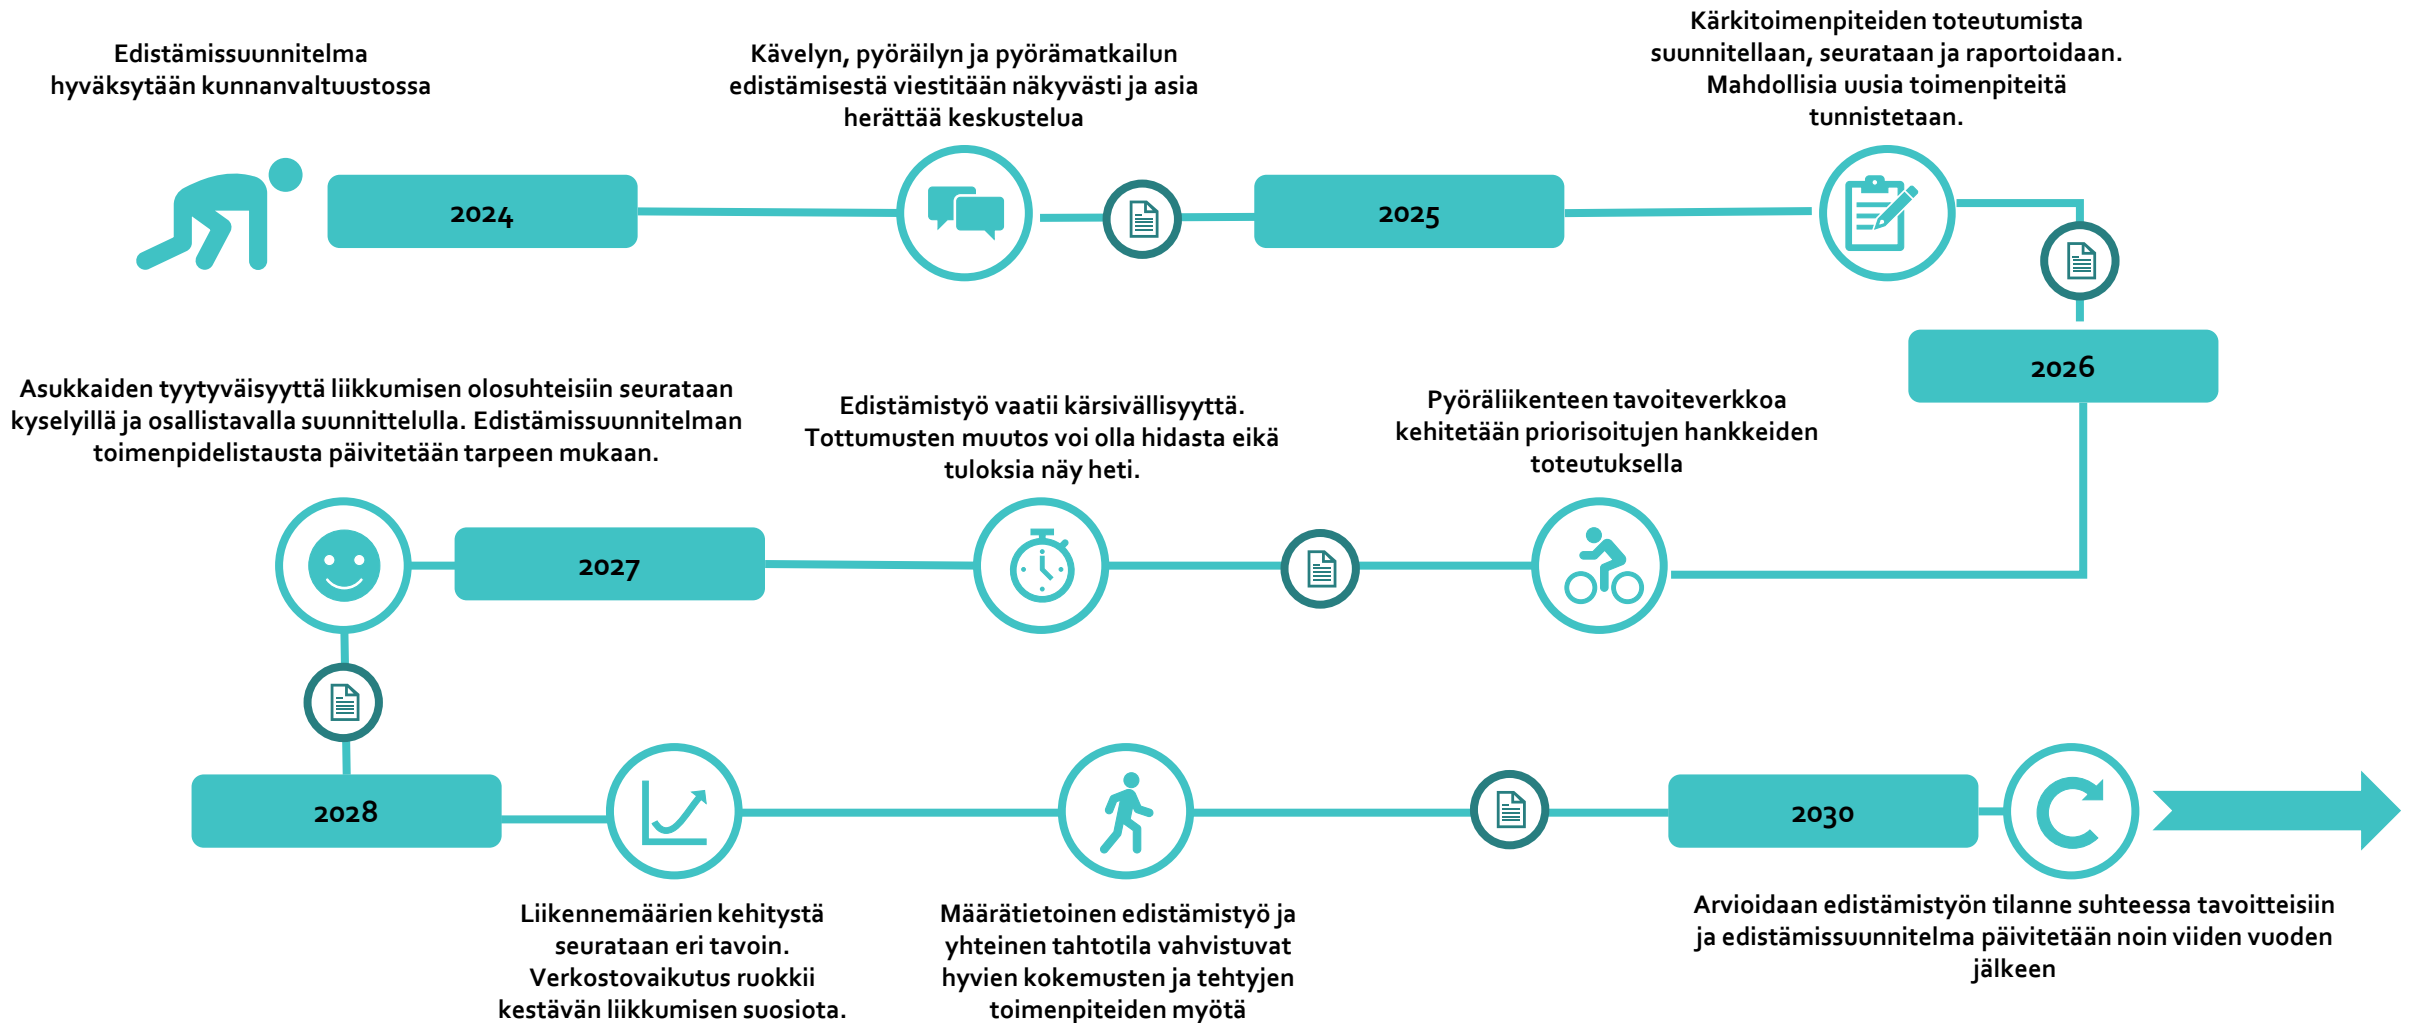 Edistämissuunnitelma
hyväksytään kunnanvaltuustossa
2024
Kävelyn, pyöräilyn ja pyörämatkailun
edistämisestä viestitään näkyvästi ja asia
herättää keskustelua
2025
Kärkitoimenpiteiden toteutumista
suunnitellaan, seurataan ja raportoidaan.
Mahdollisia uusia toimenpiteitä
tunnistetaan.
2026
Pyöräliikenteen tavoiteverkkoa
kehitetään priorisoitujen hankkeiden
toteutuksella
Edistämistyö vaatii kärsivällisyyttä.
Tottumusten muutos voi olla hidasta eikä
tuloksia näy heti.
2027
Asukkaiden tyytyväisyyttä liikkumisen olosuhteisiin seurataan
kyselyillä ja osallistavalla suunnittelulla. Edistämissuunnitelman
toimenpidelistausta päivitetään tarpeen mukaan.
2028
Liikennemäärien kehitystä
seurataan eri tavoin.
Verkostovaikutus ruokkii
kestävän liikkumisen suosiota.
Määrätietoinen edistämistyö ja
yhteinen tahtotila vahvistuvat
hyvien kokemusten ja tehtyjen
toimenpiteiden myötä
2030
Arvioidaan edistämistyön tilanne suhteessa tavoitteisiin
ja edistämissuunnitelma päivitetään noin viiden vuoden
jälkeen